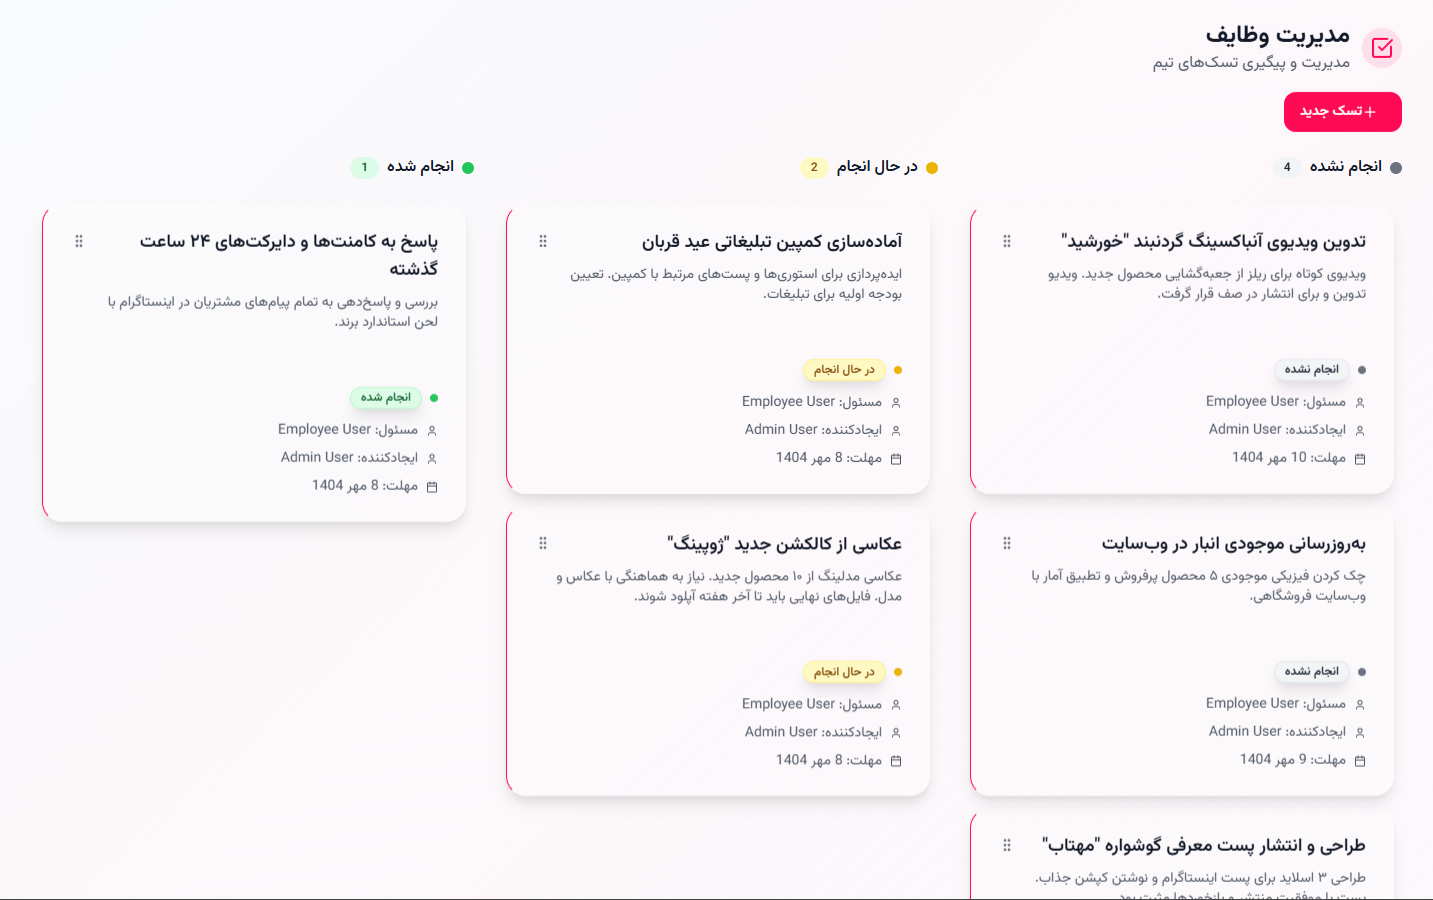 مدیریت وظایف
مدیریت و پیگیری تسک‌های تیم
+ تسک جدید
انجام نشده 4
تدوین ویدیوی آنباکسینگ گردنبند "خورشید"
ویدیوی کوتاه برای ریلز از جعبه‌گشایی محصول جدید. ویدیو
تدوین و برای انتشار در صف قرار گرفت.
انجام نشده
مسئول: Employee User
ایجادکننده: Admin User
مهلت: 10 مهر 1404
به‌روزرسانی موجودی انبار در وب‌سایت
چک کردن فیزیکی موجودی ۵ محصول پرفروش و تطبیق آمار با
وب‌سایت فروشگاهی.
انجام نشده
مسئول: Employee User
ایجادکننده: Admin User
مهلت: 9 مهر 1404
طراحی و انتشار پست معرفی گوشواره "مهتاب"
طراحی ۳ اسلاید برای پست اینستاگرام و نوشتن کپشن جذاب.
پست با موفقیت منتشر و بازخوردها مثبت بود.
در حال انجام 2
آماده‌سازی کمپین تبلیغاتی عید قربان
ایده‌پردازی برای استوری‌ها و پست‌های مرتبط با کمپین. تعیین
بودجه اولیه برای تبلیغات.
در حال انجام
مسئول: Employee User
ایجادکننده: Admin User
مهلت: 8 مهر 1404
عکاسی از کالکشن جدید "ژوپینگ"
عکاسی مدلینگ از ۱۰ محصول جدید. نیاز به هماهنگی با عکاس و
مدل. فایل‌های نهایی باید تا آخر هفته آپلود شوند.
در حال انجام
مسئول: Employee User
ایجادکننده: Admin User
مهلت: 8 مهر 1404
انجام شده 1
پاسخ به کامنت‌ها و دایرکت‌های ۲۴ ساعت
گذشته
بررسی و پاسخ‌دهی به تمام پیام‌های مشتریان در اینستاگرام با
لحن استاندارد برند.
انجام شده
مسئول: Employee User
ایجادکننده: Admin User
مهلت: 8 مهر 1404